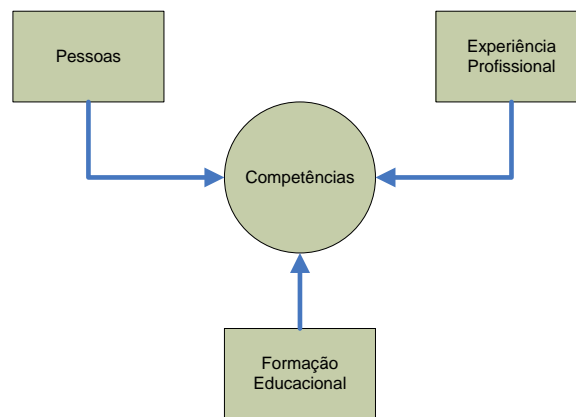 Pessoas
Experiência
Profissional
Competências
Formação
Educacional